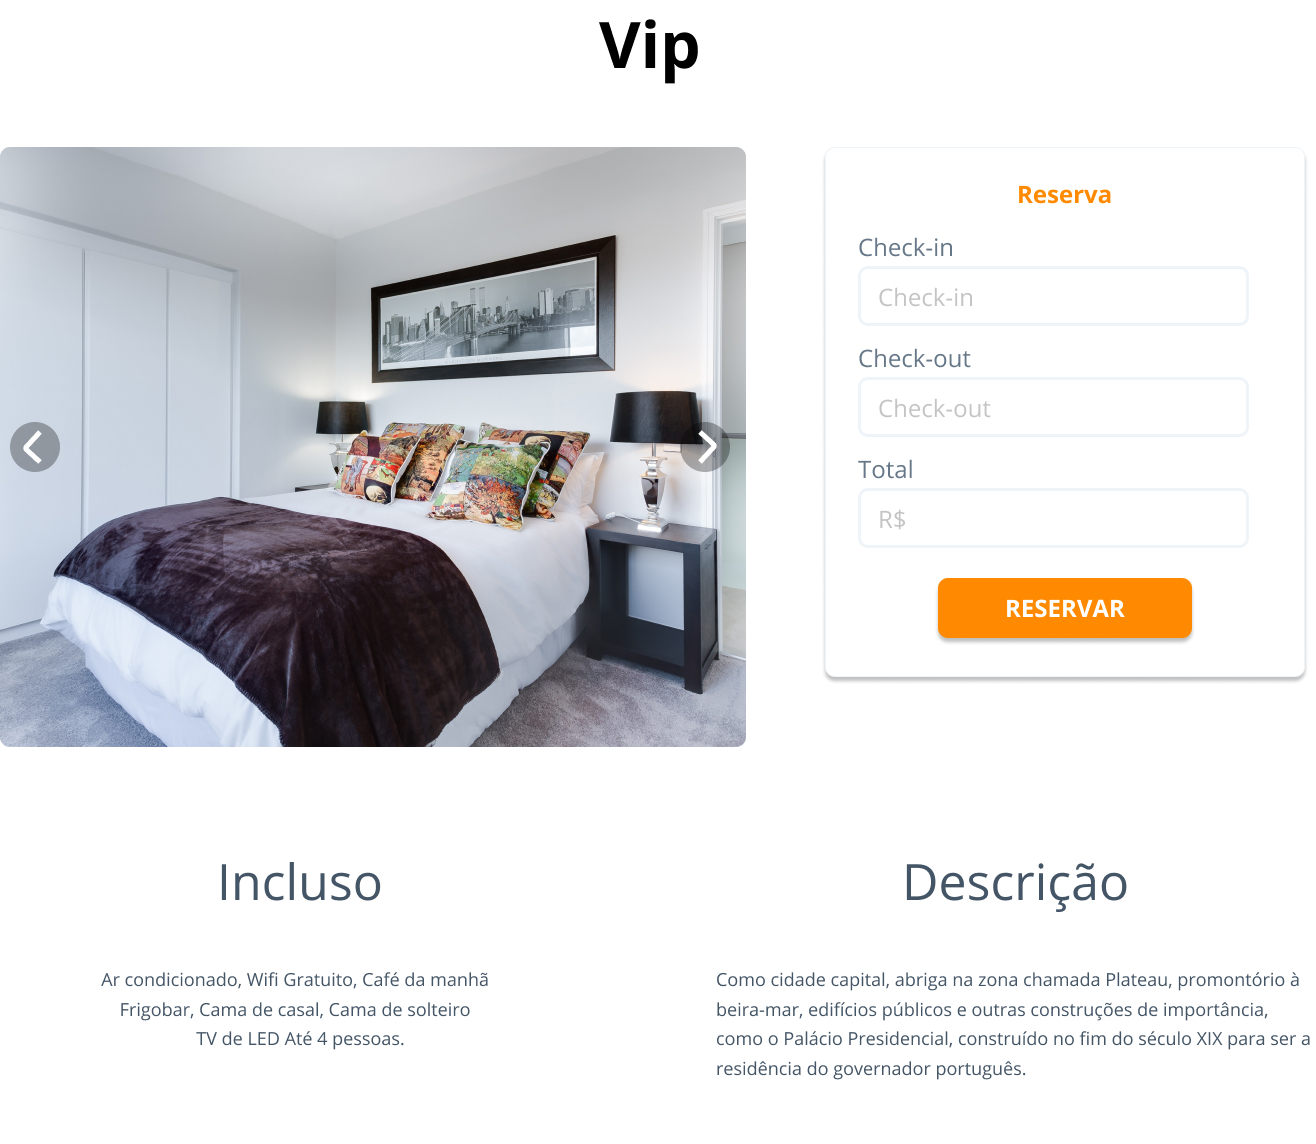 Vip
Reserva
Check-in
Check-in
Check-out
Check-out
Total
R$
RESERVAR
Incluso
Ar condicionado, Wifi Gratuito, Café da manhã
Frigobar, Cama de casal, Cama de solteiro
TV de LED Até 4 pessoas.
Descrição
Como cidade capital, abriga na zona chamada Plateau, promontório à
beira-mar, edifícios públicos e outras construções de importância,
como o Palácio Presidencial, construído no fim do século XIX para ser a
residência do governador português.